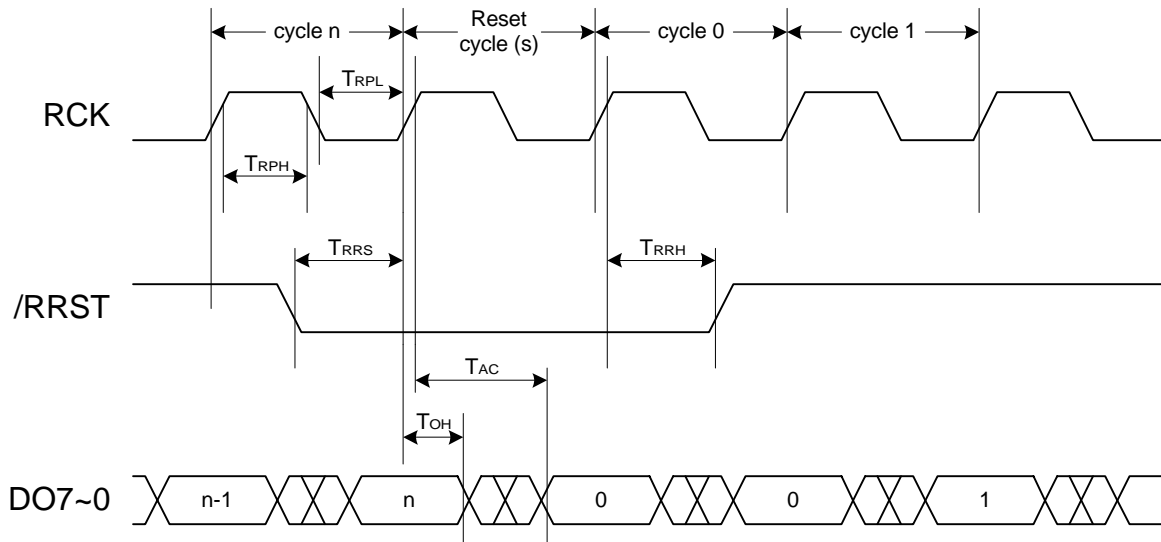 cycle n
Reset
cycle (s)
cycle 0
cycle 1
TRPL
RCK
TRPH
TRRS
TRRH
/RRST
TAC
TOH
DO7~0
n-1
n
0
0
1